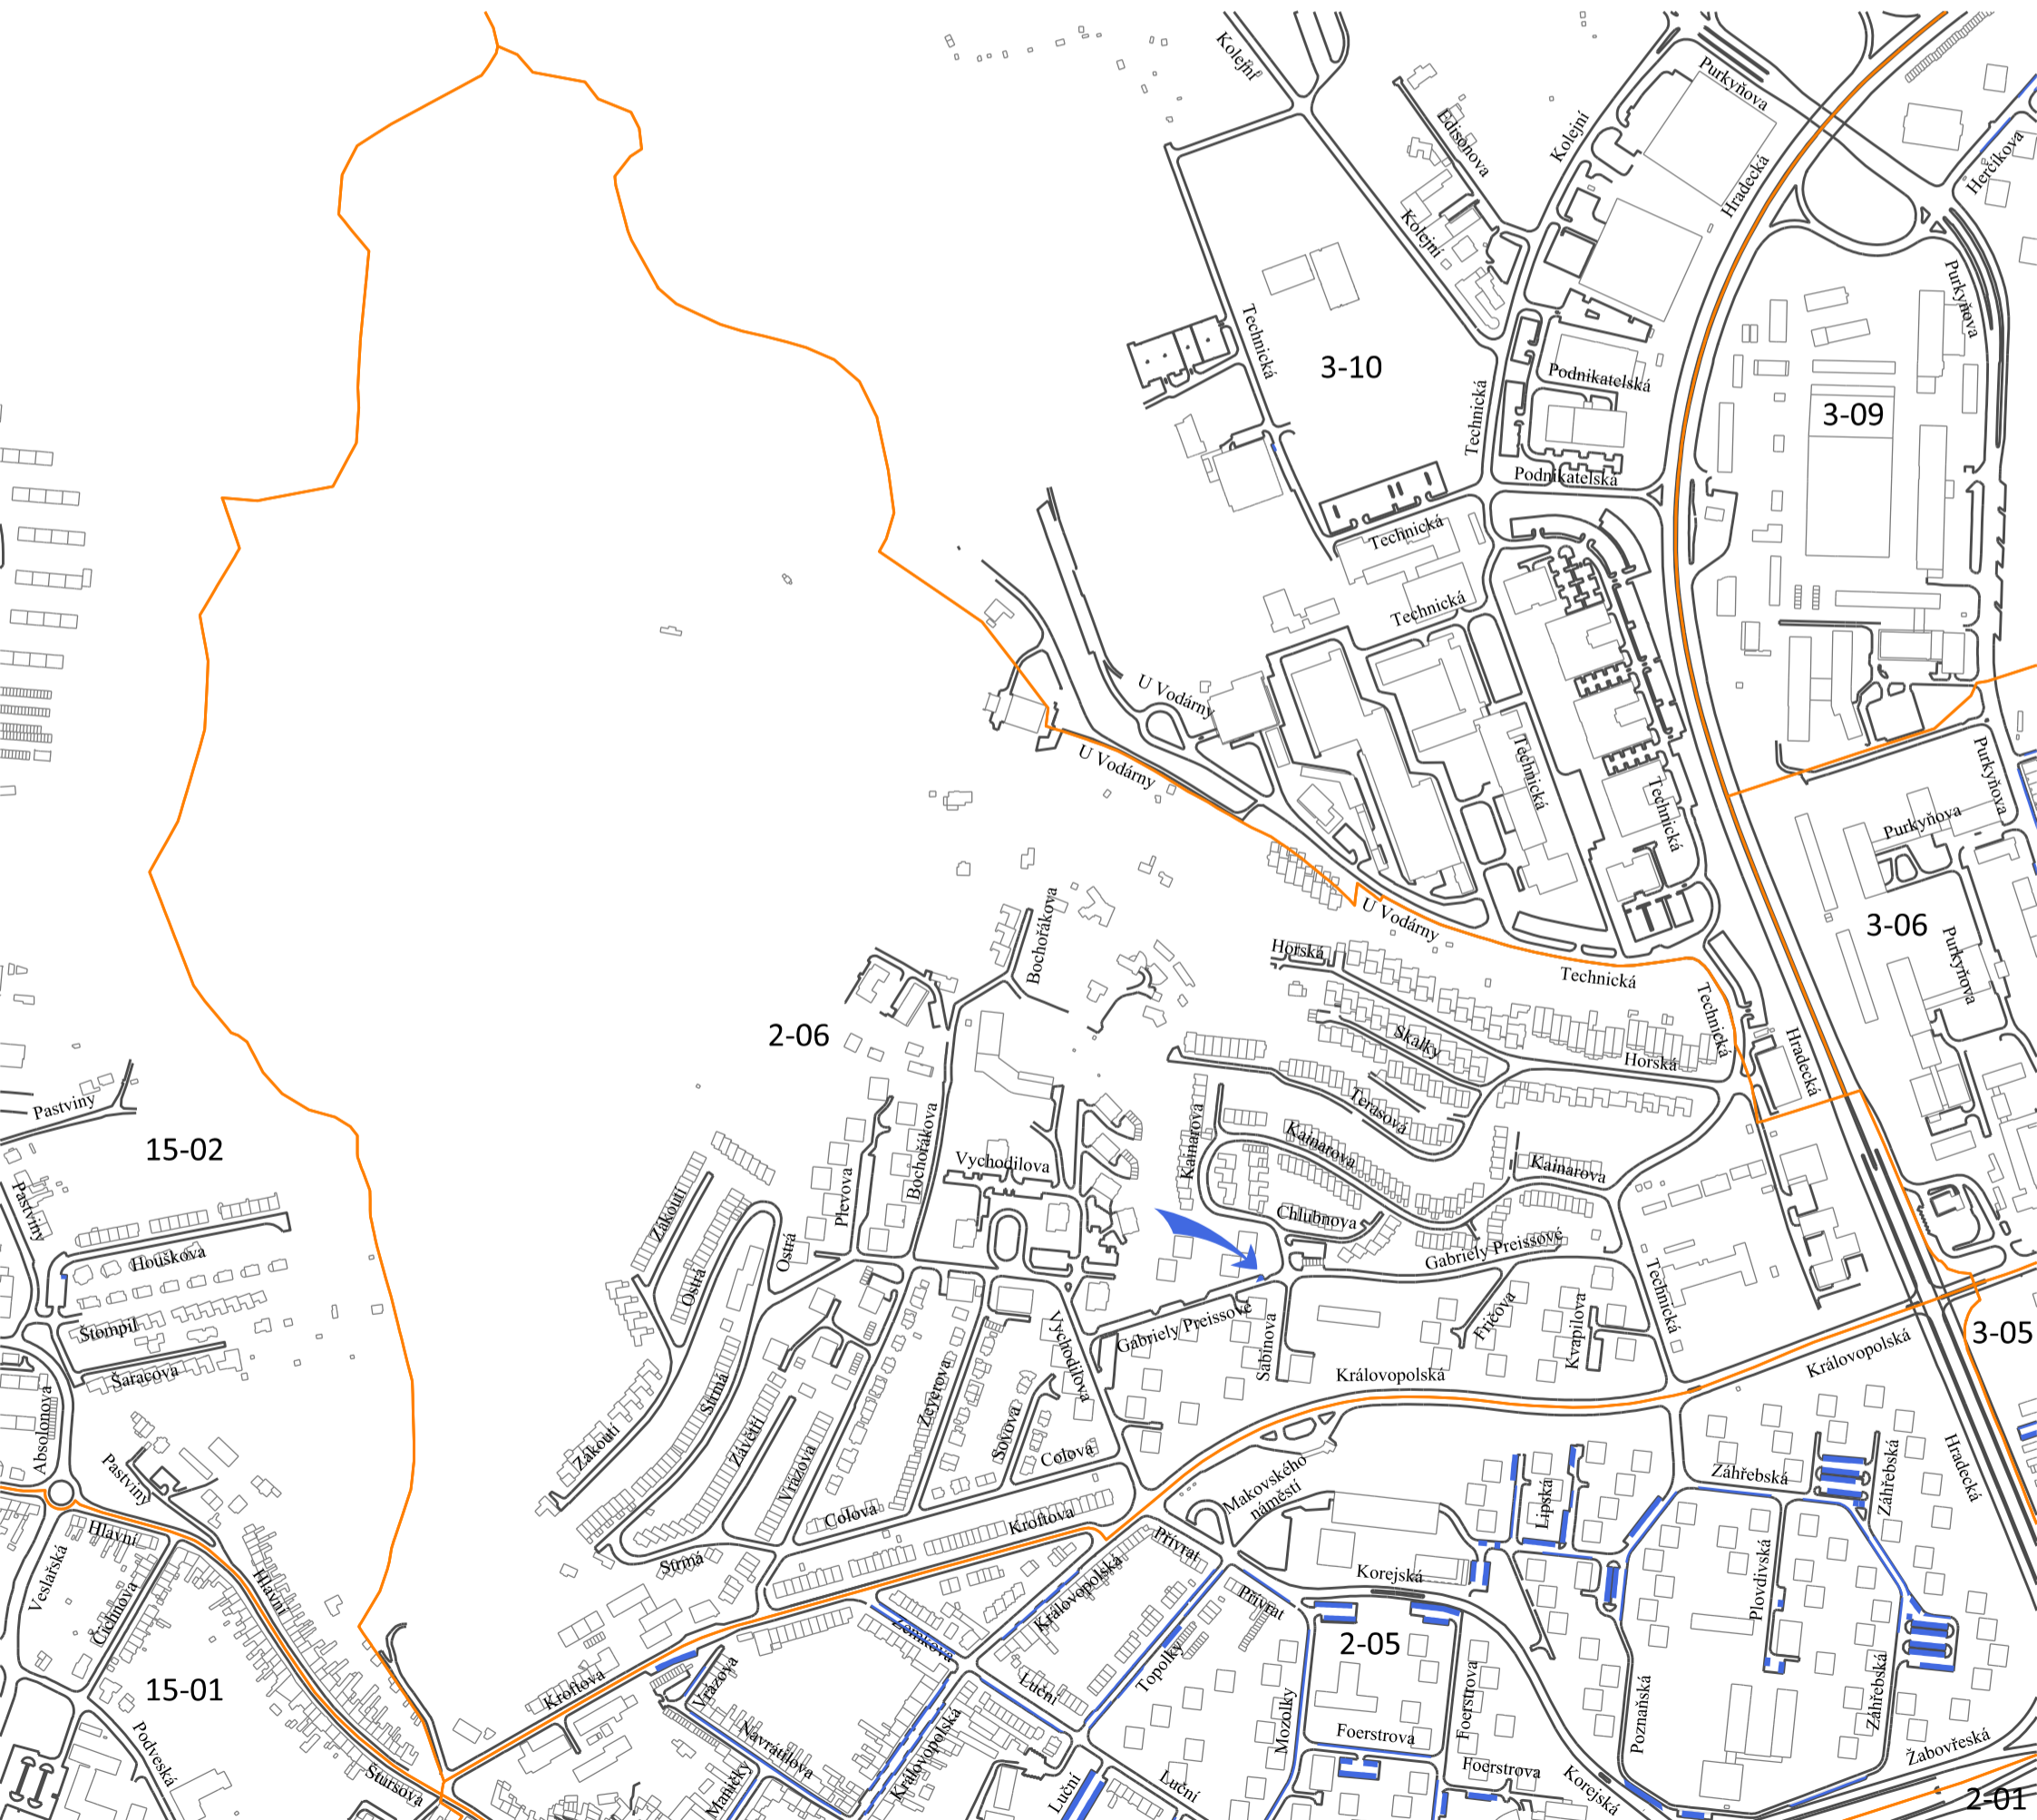 Kolejní
Purkyňova
Edisonova
Kolejní
Herčíkova
Hradecká
Kolejní
Purkyňova
Technická
3-10
Podnikatelská
Technická
3-09
Podnikatelská
Technická
Technická
U Vodárny
U Vodárny
Technická
Purkyňova
Technická
Purkyňova
U Vodárny
3-06
Bochořákova
Horská
Purkyňova
Technická
Technická
2-06
Skalky
Hradecká
Horská
Pastviny
Terasová
15-02
Kainarova
Kainarova
Bochořákova
Vychodilova
Kainarova
Plevova
Pastviny
Zákoutí
Chlubnova
Houškova
Ostrá
Gabriely Preissové
Ostrá
Technická
Štompil
Vychodilova
Gabriely Preissové
Fričova
Kvapilova
3-05
Sabinova
Královopolská
Šaracova
Královopolská
Strmá
Zeyerova
Absolonova
Sovova
Závětří
Zákoutí
Colova
Záhřebská
Hradecká
Pastviny
Vrázova
Makovského
náměstí
Lipská
Záhřebská
Colova
Kroftova
Hlavní
Přívrat
Strmá
Korejská
Plovdivská
Veslařská
Hlavní
Cichnova
Královopolská
Přívrat
Zemkova
2-05
Topolky
15-01
Kroftova
Vrázova
Luční
Foerstrova
Poznaňská
Záhřebská
Mozolky
Podveská
Navrátilova
Královopolská
Foerstrova
Žabovřeská
Foerstrova
Štursova
Maničky
Luční
Luční
Korejská
2-01